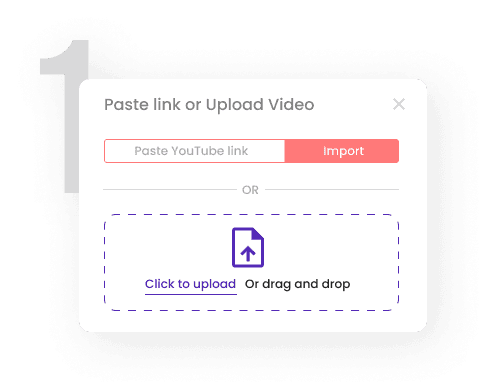 1
Paste link or Upload Video
Paste YouTube link Import
OR
Click to upload Or drag and drop